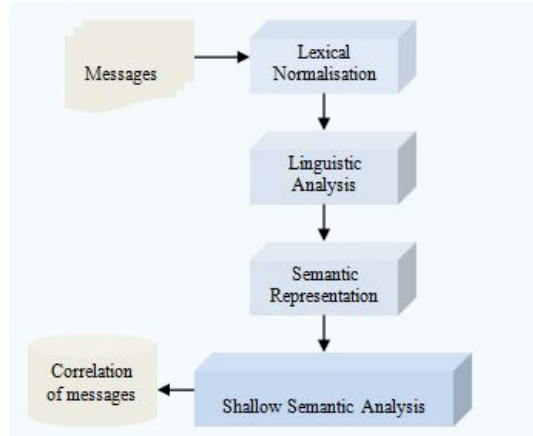 Messages
Lexical
Normalisation
Linguistic
Analysis
Semantic
Representation
Correlation
of messages
Shallow Semantic Analysis